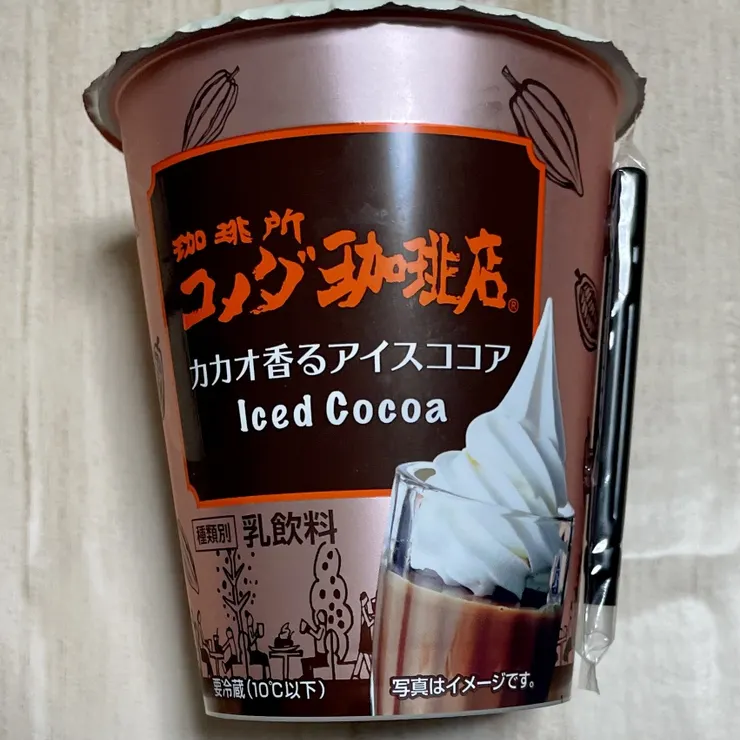 珈琲所
コメダ珈琲店®
カカオ香るアイスココア
Iced Cocoa
種類別 乳飲料
要冷蔵(10℃以下)
写真はイメージです。